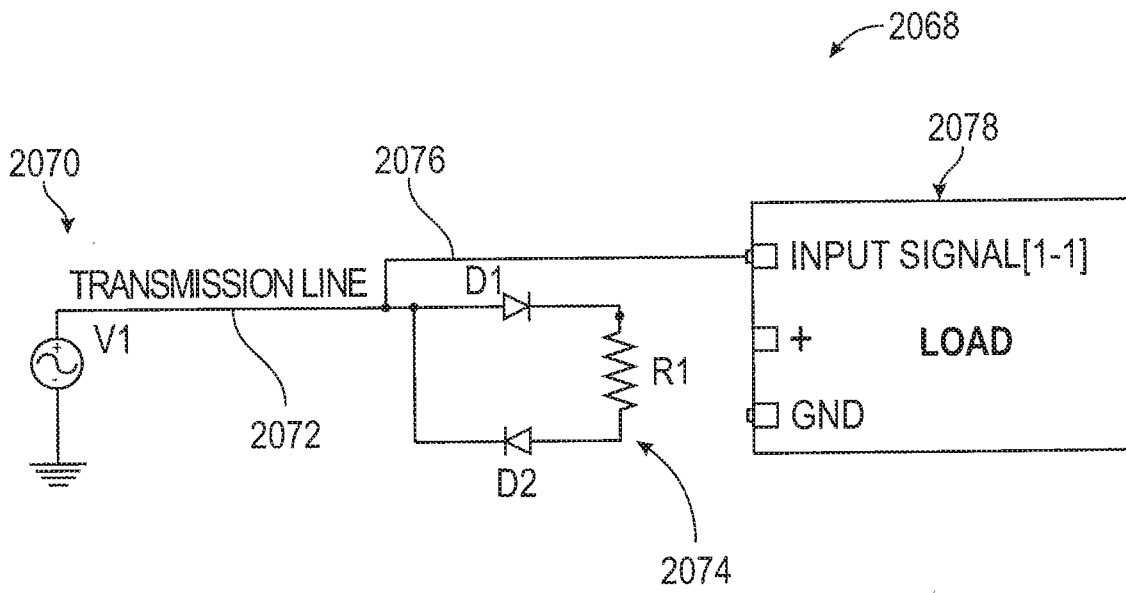 2068
2078
2070
2076
INPUT SIGNAL[1-1]
TRANSMISSION LINE
D1
V1
+
LOAD
R1
GND
2072
D2
2074